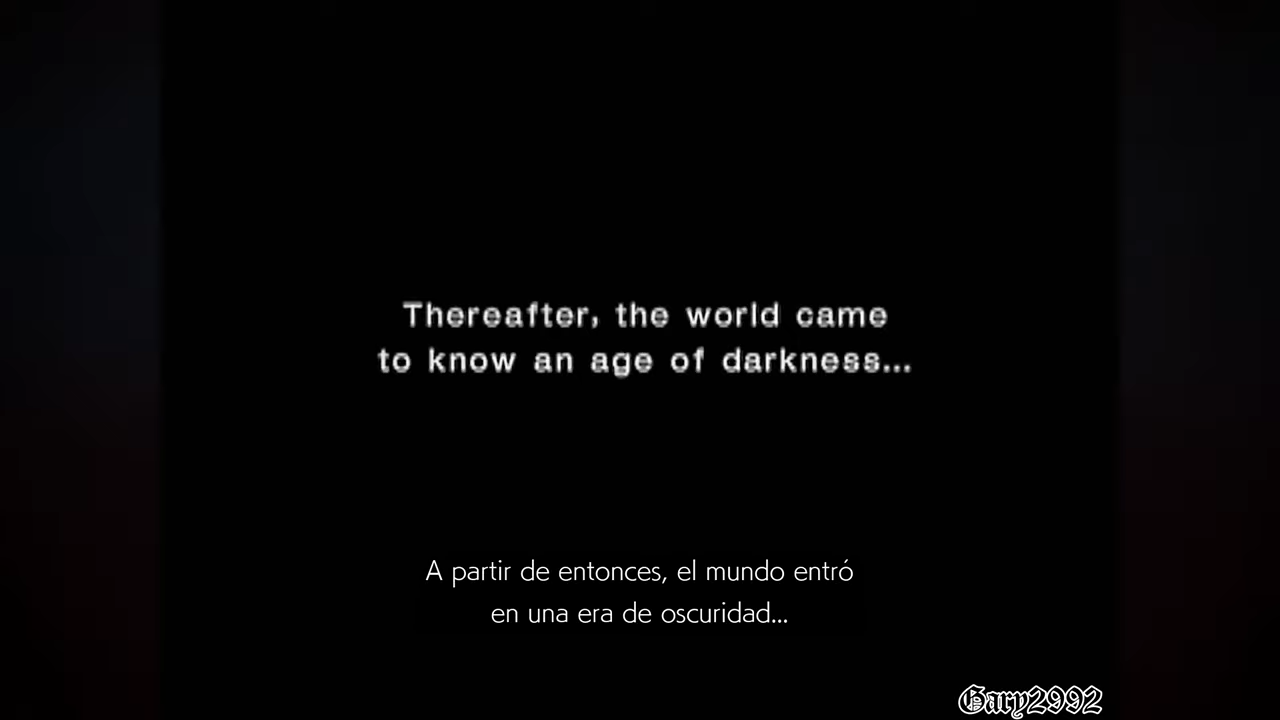 Thereafter, the world came
to know an age of darkness...
A partir de entonces, el mundo entró
en una era de oscuridad...
Gary2992